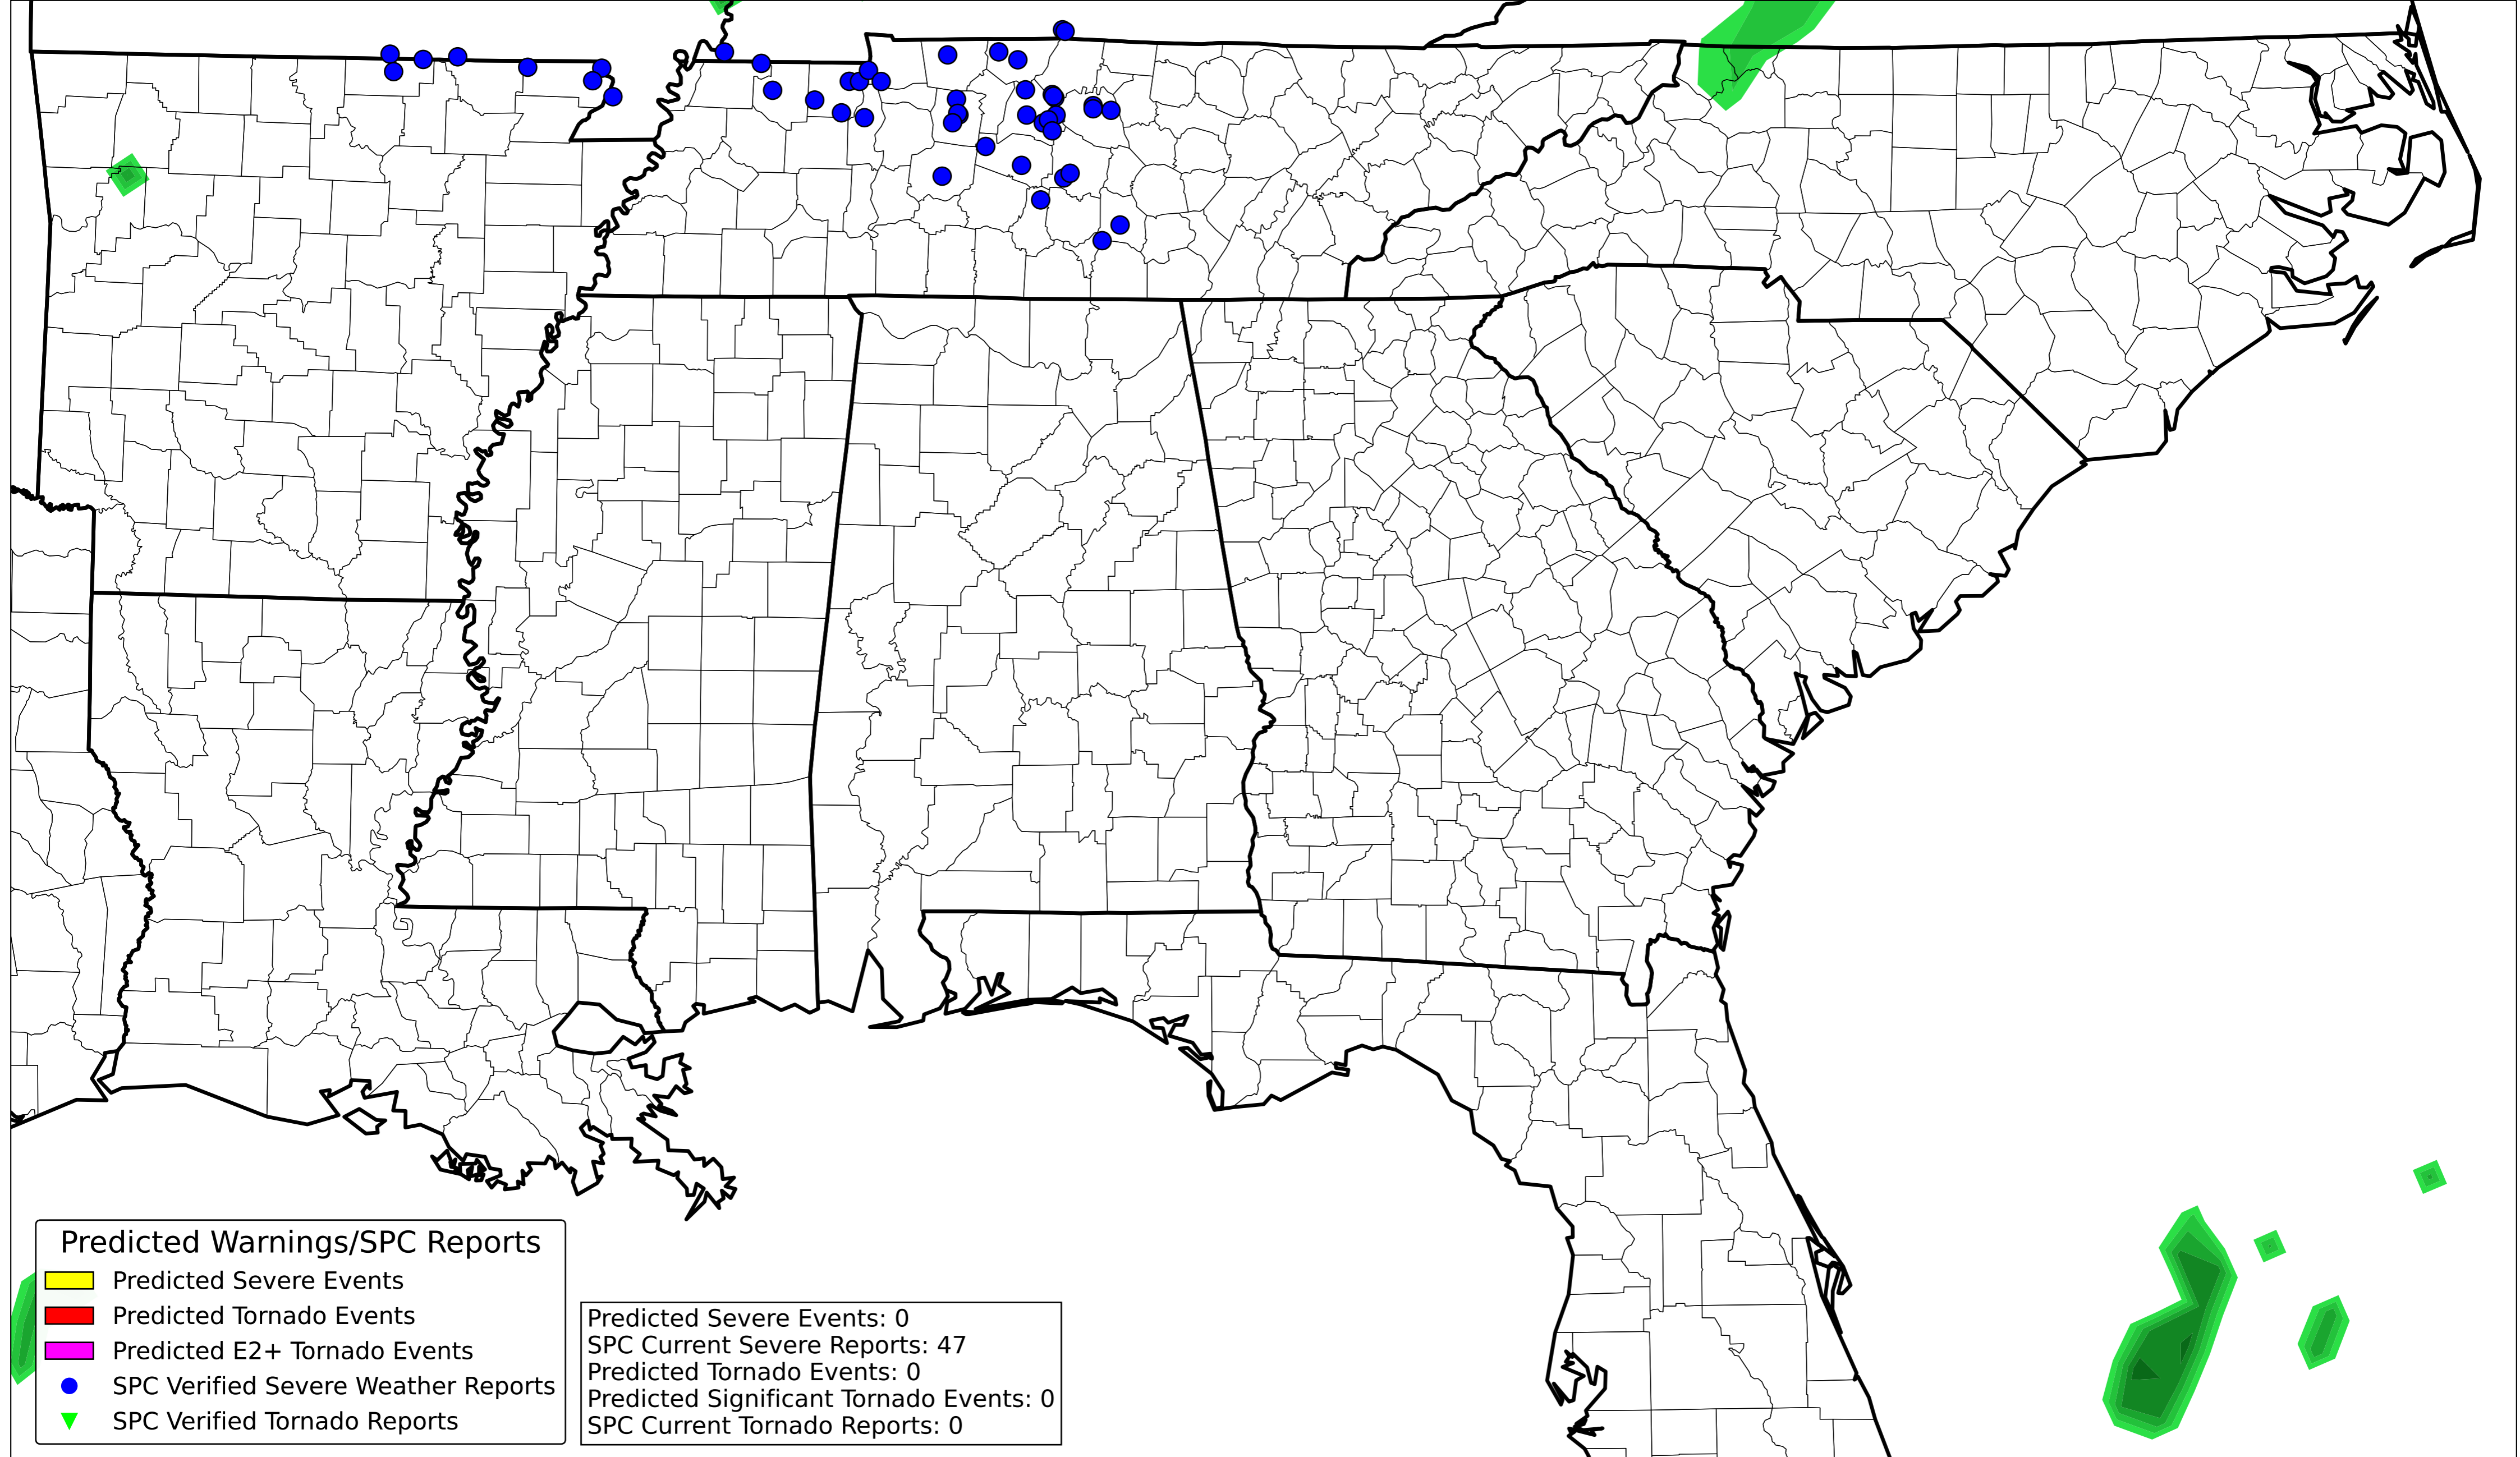 Predicted Warnings/SPC Reports
Predicted Severe Events
Predicted Tornado Events
Predicted E2+ Tornado Events
SPC Verified Severe Weather Reports
SPC Verified Tornado Reports
Predicted Severe Events: 0
SPC Current Severe Reports: 47
Predicted Tornado Events: 0
Predicted Significant Tornado Events: 0
SPC Current Tornado Reports: 0